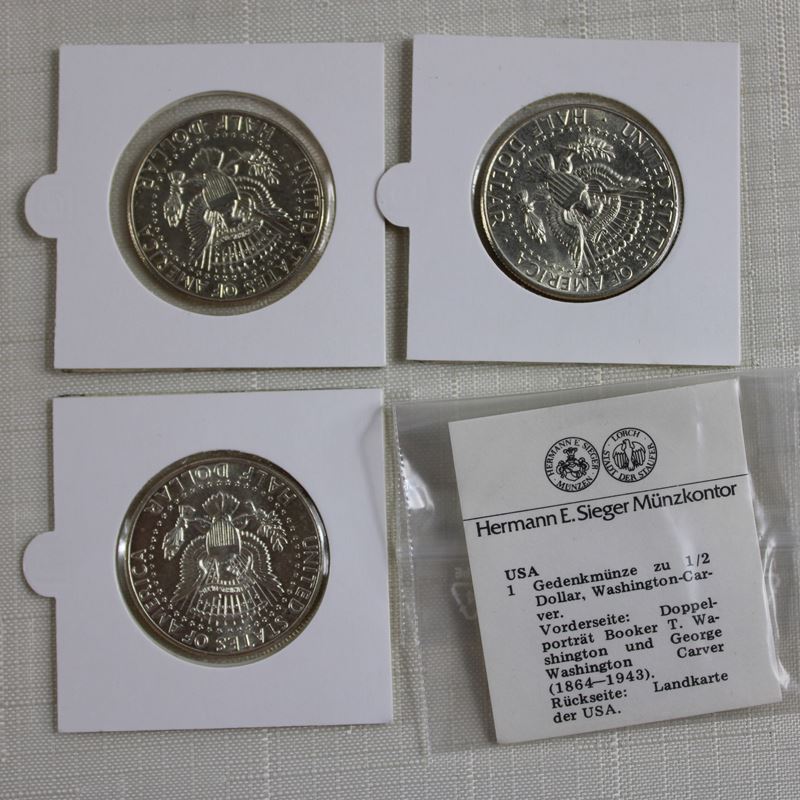 UNITED STATES OF AMERICA
HALF DOLLAR
UNITED STATES OF AMERICA
HALF DOLLAR
UNITED STATES OF AMERICA
HALF DOLLAR
HERMANN E. SIEGER
MÜNZEN
LORCH
STADT DER STAUFER
Hermann E. Sieger Münzkontor
USA
1 Gedenkmünze zu 1/2
Dollar, Washington-Car-
ver.
Vorderseite: Doppel-
porträt Booker T. Wa-
shington und George
Washington Carver
(1864—1943).
Rückseite: Landkarte
der USA.